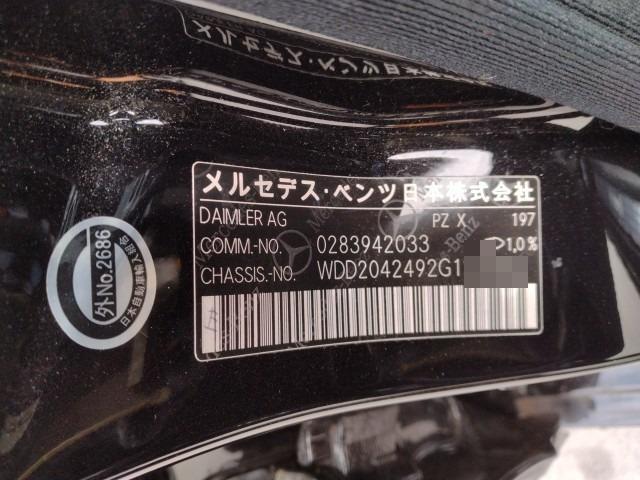 メルセデス・ベンツ日本株式会社
DAIMLER AG PZ X 197
COMM.-NO. 0283942033 1,0%
CHASSIS.-NO. WDD2042492G1
外No.2686
日本自動車輸入組合